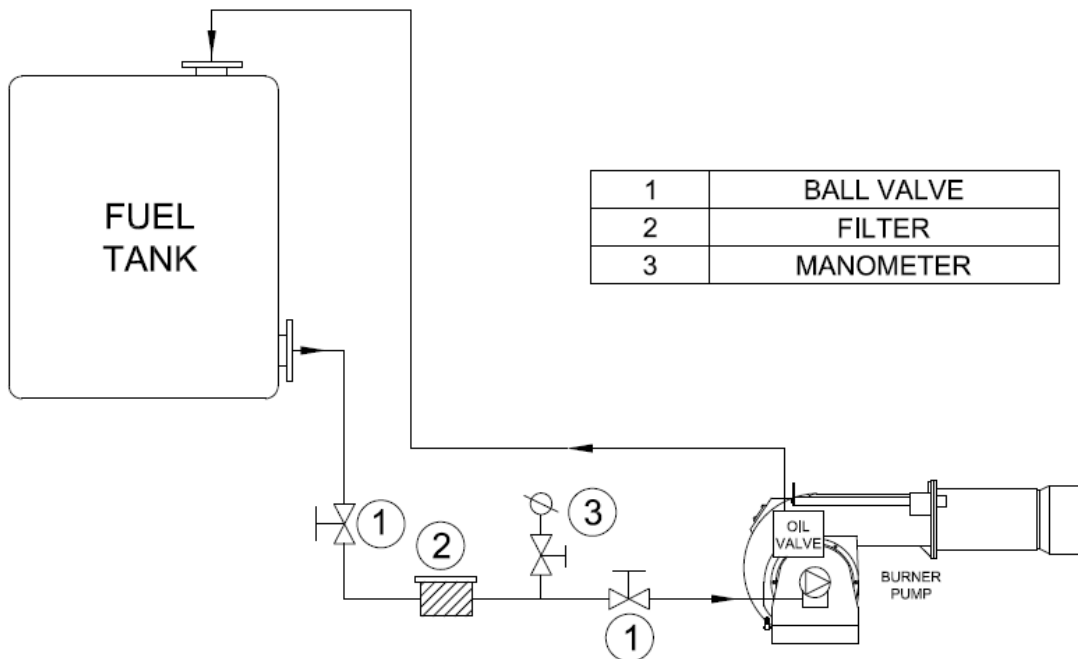 FUEL
TANK
1 BALL VALVE
2 FILTER
3 MANOMETER
1
2
3
1
OIL
VALVE
BURNER
PUMP